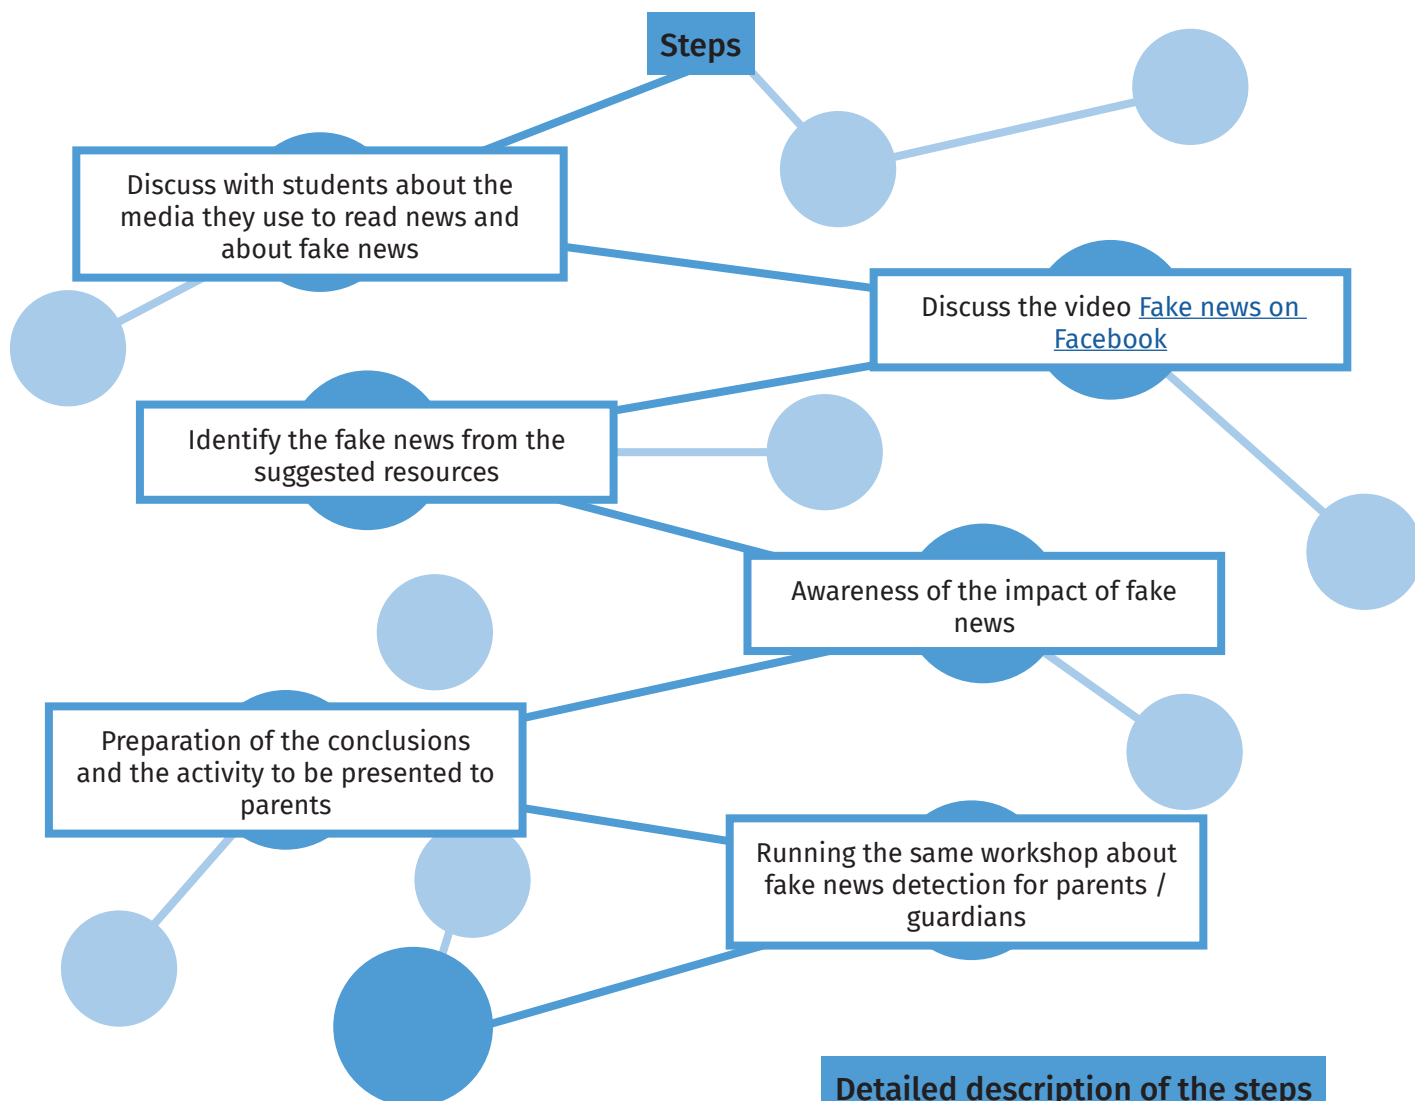 Steps
Discuss with students about the
media they use to read news and
about fake news
Discuss the video Fake news on
Facebook
Identify the fake news from the
suggested resources
Awareness of the impact of fake
news
Preparation of the conclusions
and the activity to be presented to
parents
Running the same workshop about
fake news detection for parents /
guardians
Detailed description of the steps